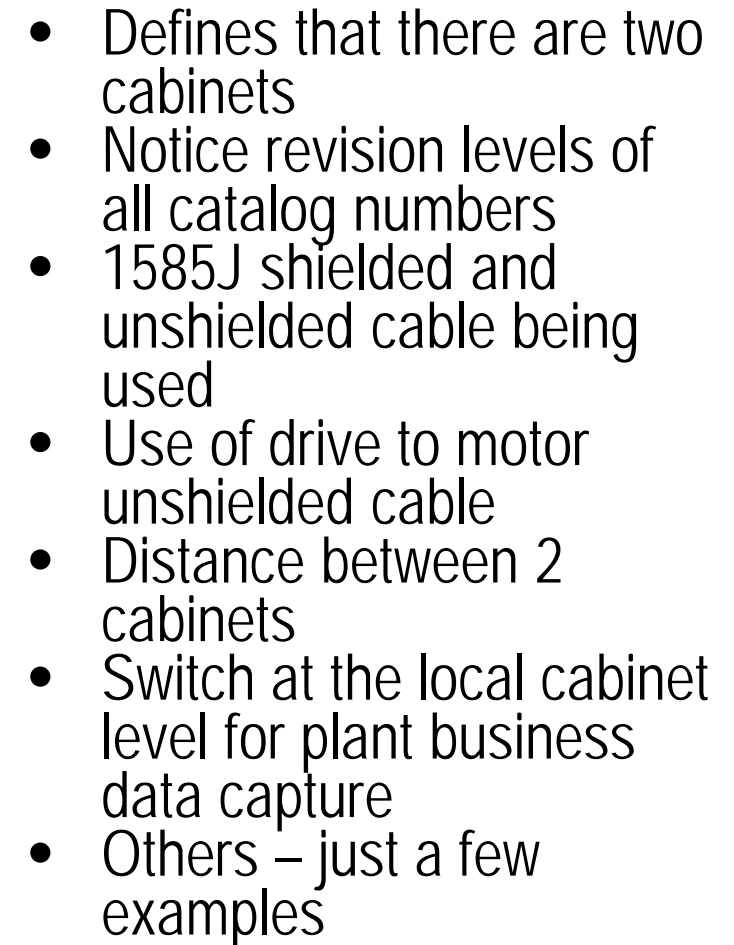 • Defines that there are two
cabinets
• Notice revision levels of
all catalog numbers
• 1585J shielded and
unshielded cable being
used
• Use of drive to motor
unshielded cable
• Distance between 2
cabinets
• Switch at the local cabinet
level for plant business
data capture
• Others – just a few
examples